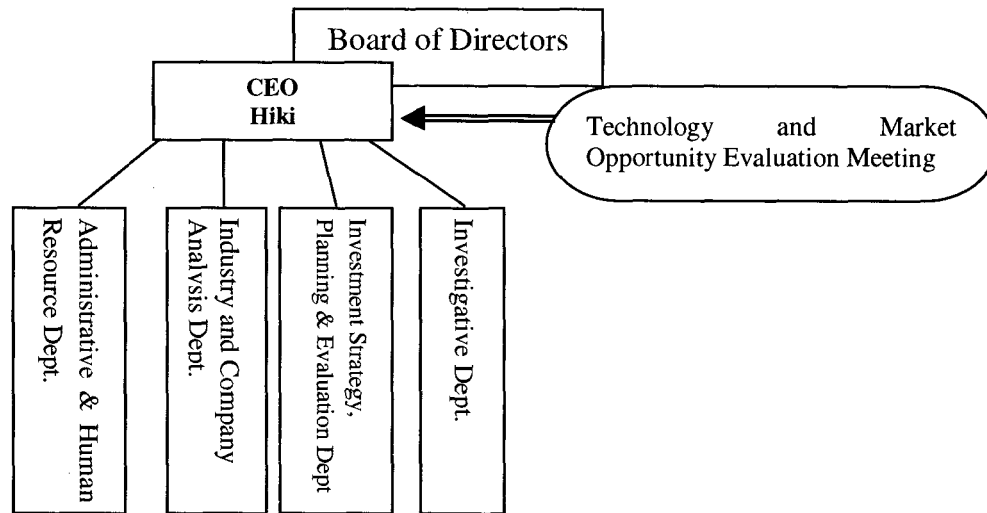 Board of Directors
CEO
Hiki
Technology and Market
Opportunity Evaluation Meeting
Administrative & Human
Resource Dept.
Industry and Company
Analysis Dept.
Investment Strategy,
Planning & Evaluation Dept
Investigative Dept.